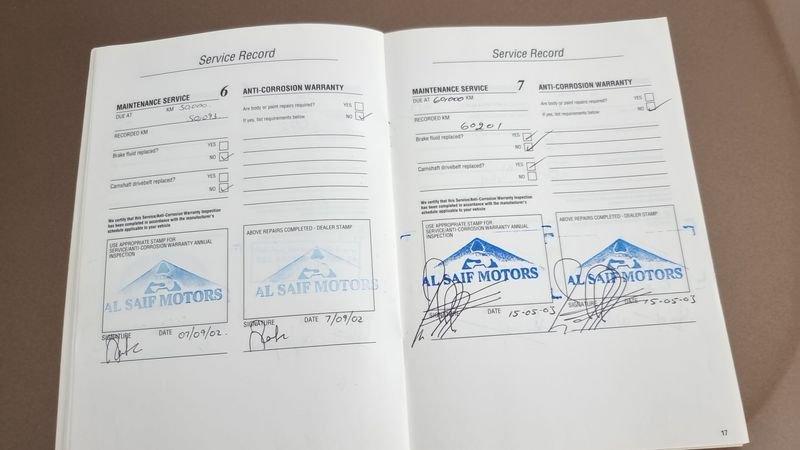 Service Record
MAINTENANCE SERVICE 6
DUE AT KM 50,000
50,091
RECORDED KM
Brake fluid replaced? YES
NO
Camshaft drivebelt replaced? YES
NO
We certify that this Service/Anti-Corrosion Warranty Inspection
has been completed in accordance with the manufacturer's
schedule applicable to your vehicle
USE APPROPRIATE STAMP FOR
SERVICE/ANTI-CORROSION WARRANTY ANNUAL
INSPECTION
AL SAIF MOTORS
SIGNATURE DATE 07/09/02.
ANTI-CORROSION WARRANTY
Are body or paint repairs required? YES
If yes, list requirements below NO
ABOVE REPAIRS COMPLETED - DEALER STAMP
AL SAIF MOTORS
SIGNATURE DATE 7/09/02
Service Record
MAINTENANCE SERVICE 7
DUE AT 60,000 KM
RECORDED KM
60201
Brake fluid replaced? YES
NO
Camshaft drivebelt replaced? YES
NO
We certify that this Service/Anti-Corrosion Warranty Inspection
has been completed in accordance with the manufacturer's
schedule applicable to your vehicle
USE APPROPRIATE STAMP FOR
SERVICE/ANTI-CORROSION WARRANTY ANNUAL
INSPECTION
AL SAIF MOTORS
SIGNATURE DATE 15-05-03
ANTI-CORROSION WARRANTY
Are body or paint repairs required? YES
If yes, list requirements below NO
ABOVE REPAIRS COMPLETED - DEALER STAMP
AL SAIF MOTORS
SIGNATURE DATE 15-05-03
17